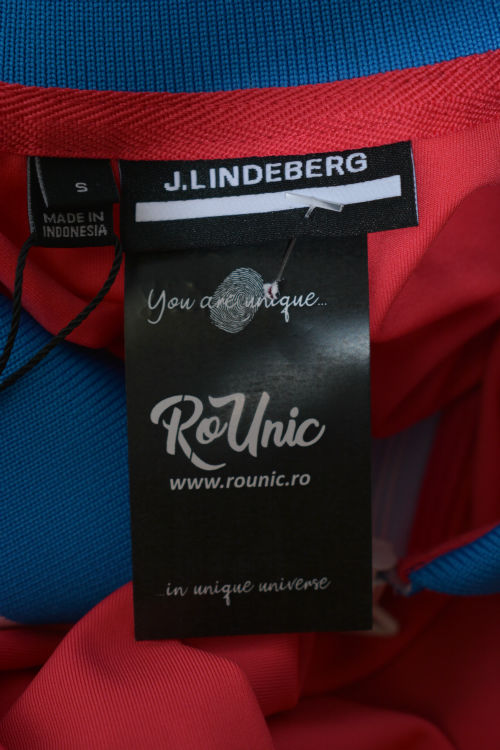 S
MADE IN
INDONESIA
J.LINDEBERG
You are unique...
RoUnic
www.rounic.ro
...in unique universe